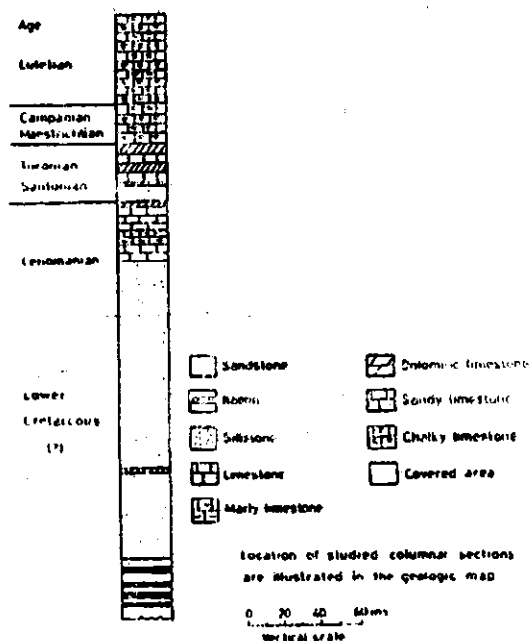 Age
Lutetian
Campanian
Maestrichtian
Turonian
Santonian
Cenomanian
Lower
Cretaceous
(?)
Sandstone
Siltstone
Limestone
Marly limestone
Dolomitic limestone
Sandy limestone
Chalky limestone
Covered area
Location of studied columnar sections
are illustrated in the geologic map
0 20 40 60 ms
Vertical scale